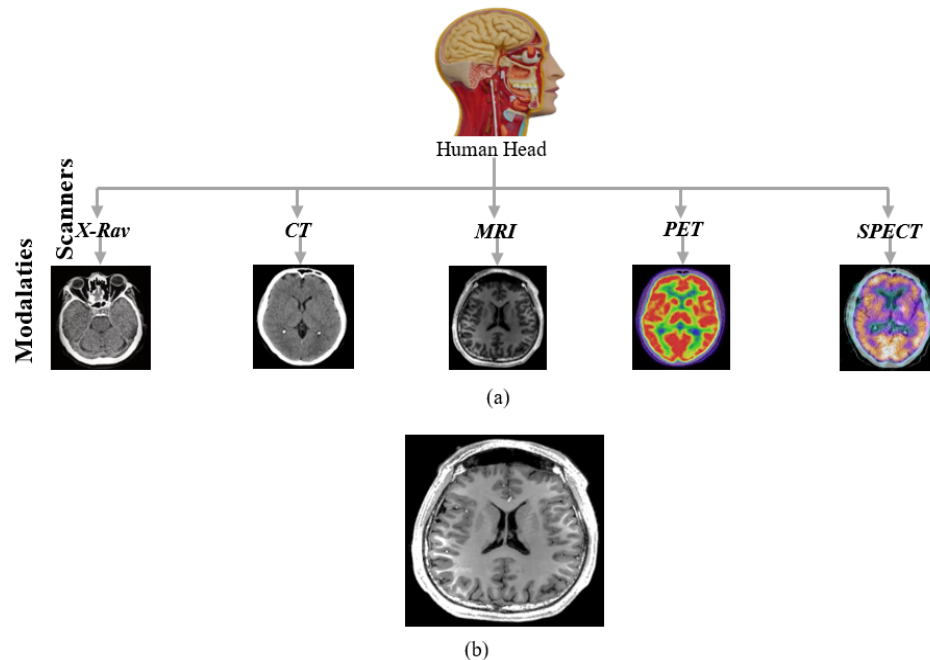 Human Head
Scanners
X-Rav
CT
MRI
PET
SPECT
Modalaties
(a)
(b)